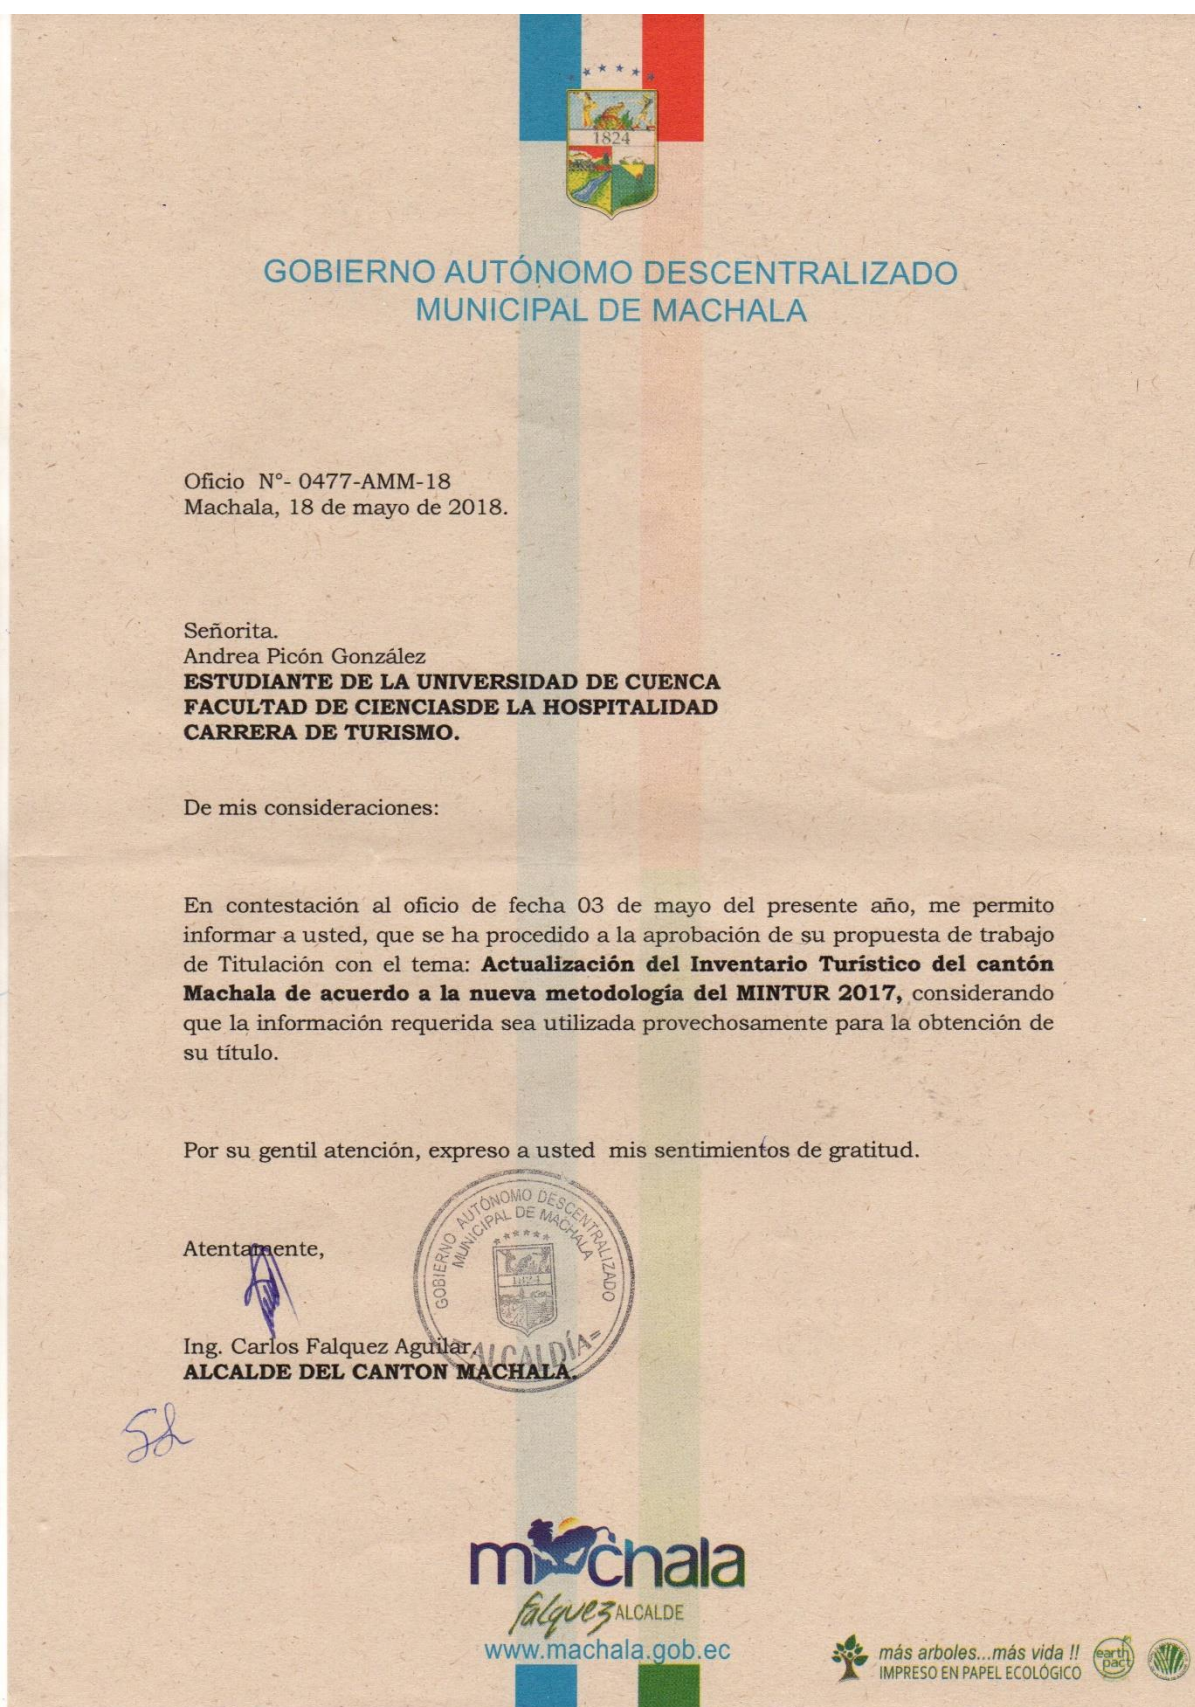 1824
GOBIERNO AUTÓNOMO DESCENTRALIZADO
MUNICIPAL DE MACHALA
Oficio N°- 0477-AMM-18
Machala, 18 de mayo de 2018.
Señorita.
Andrea Picón González
ESTUDIANTE DE LA UNIVERSIDAD DE CUENCA
FACULTAD DE CIENCIASDE LA HOSPITALIDAD
CARRERA DE TURISMO.
De mis consideraciones:
En contestación al oficio de fecha 03 de mayo del presente año, me permito
informar a usted, que se ha procedido a la aprobación de su propuesta de trabajo
de Titulación con el tema: Actualización del Inventario Turístico del cantón
Machala de acuerdo a la nueva metodología del MINTUR 2017, considerando
que la información requerida sea utilizada provechosamente para la obtención de
su título.
Por su gentil atención, expreso a usted mis sentimientos de gratitud.
Atentamente,
GOBIERNO AUTÓNOMO DESCENTRALIZADO
MUNICIPAL DE MACHALA
1824
ALCALDÍA
Ing. Carlos Falquez Aguilar.
ALCALDE DEL CANTON MACHALA.
machala
falquez ALCALDE
www.machala.gob.ec
más arboles...más vida !!
IMPRESO EN PAPEL ECOLÓGICO
earth
pact